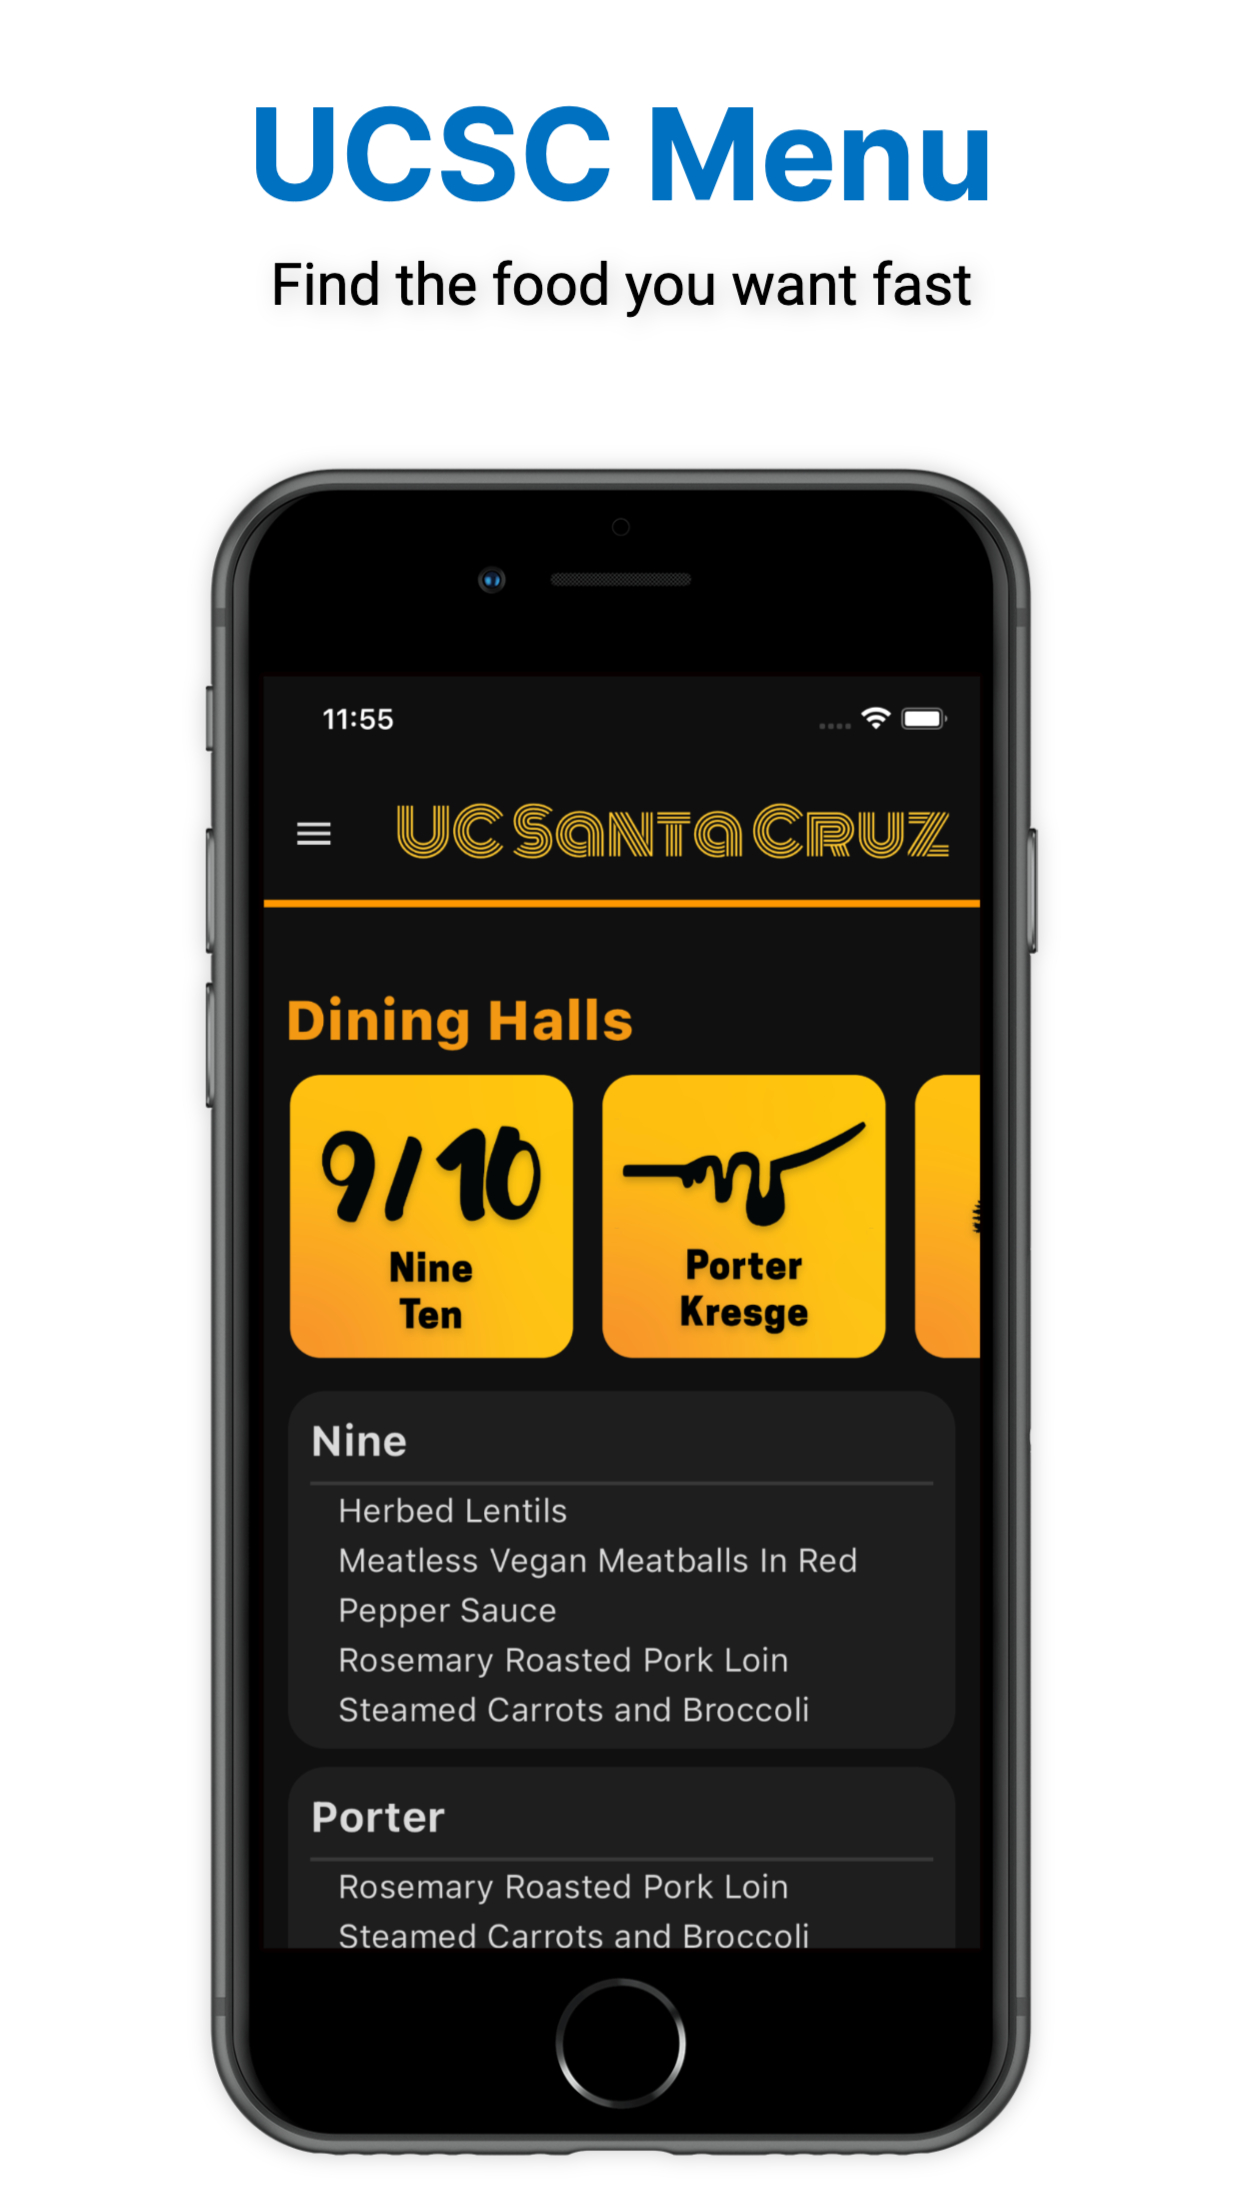 UCSC Menu
Find the food you want fast
11:55
UC Santa Cruz
Dining Halls
9/10
Nine
Ten
Porter
Kresge
Nine
Herbed Lentils
Meatless Vegan Meatballs In Red
Pepper Sauce
Rosemary Roasted Pork Loin
Steamed Carrots and Broccoli
Porter
Rosemary Roasted Pork Loin
Steamed Carrots and Broccoli